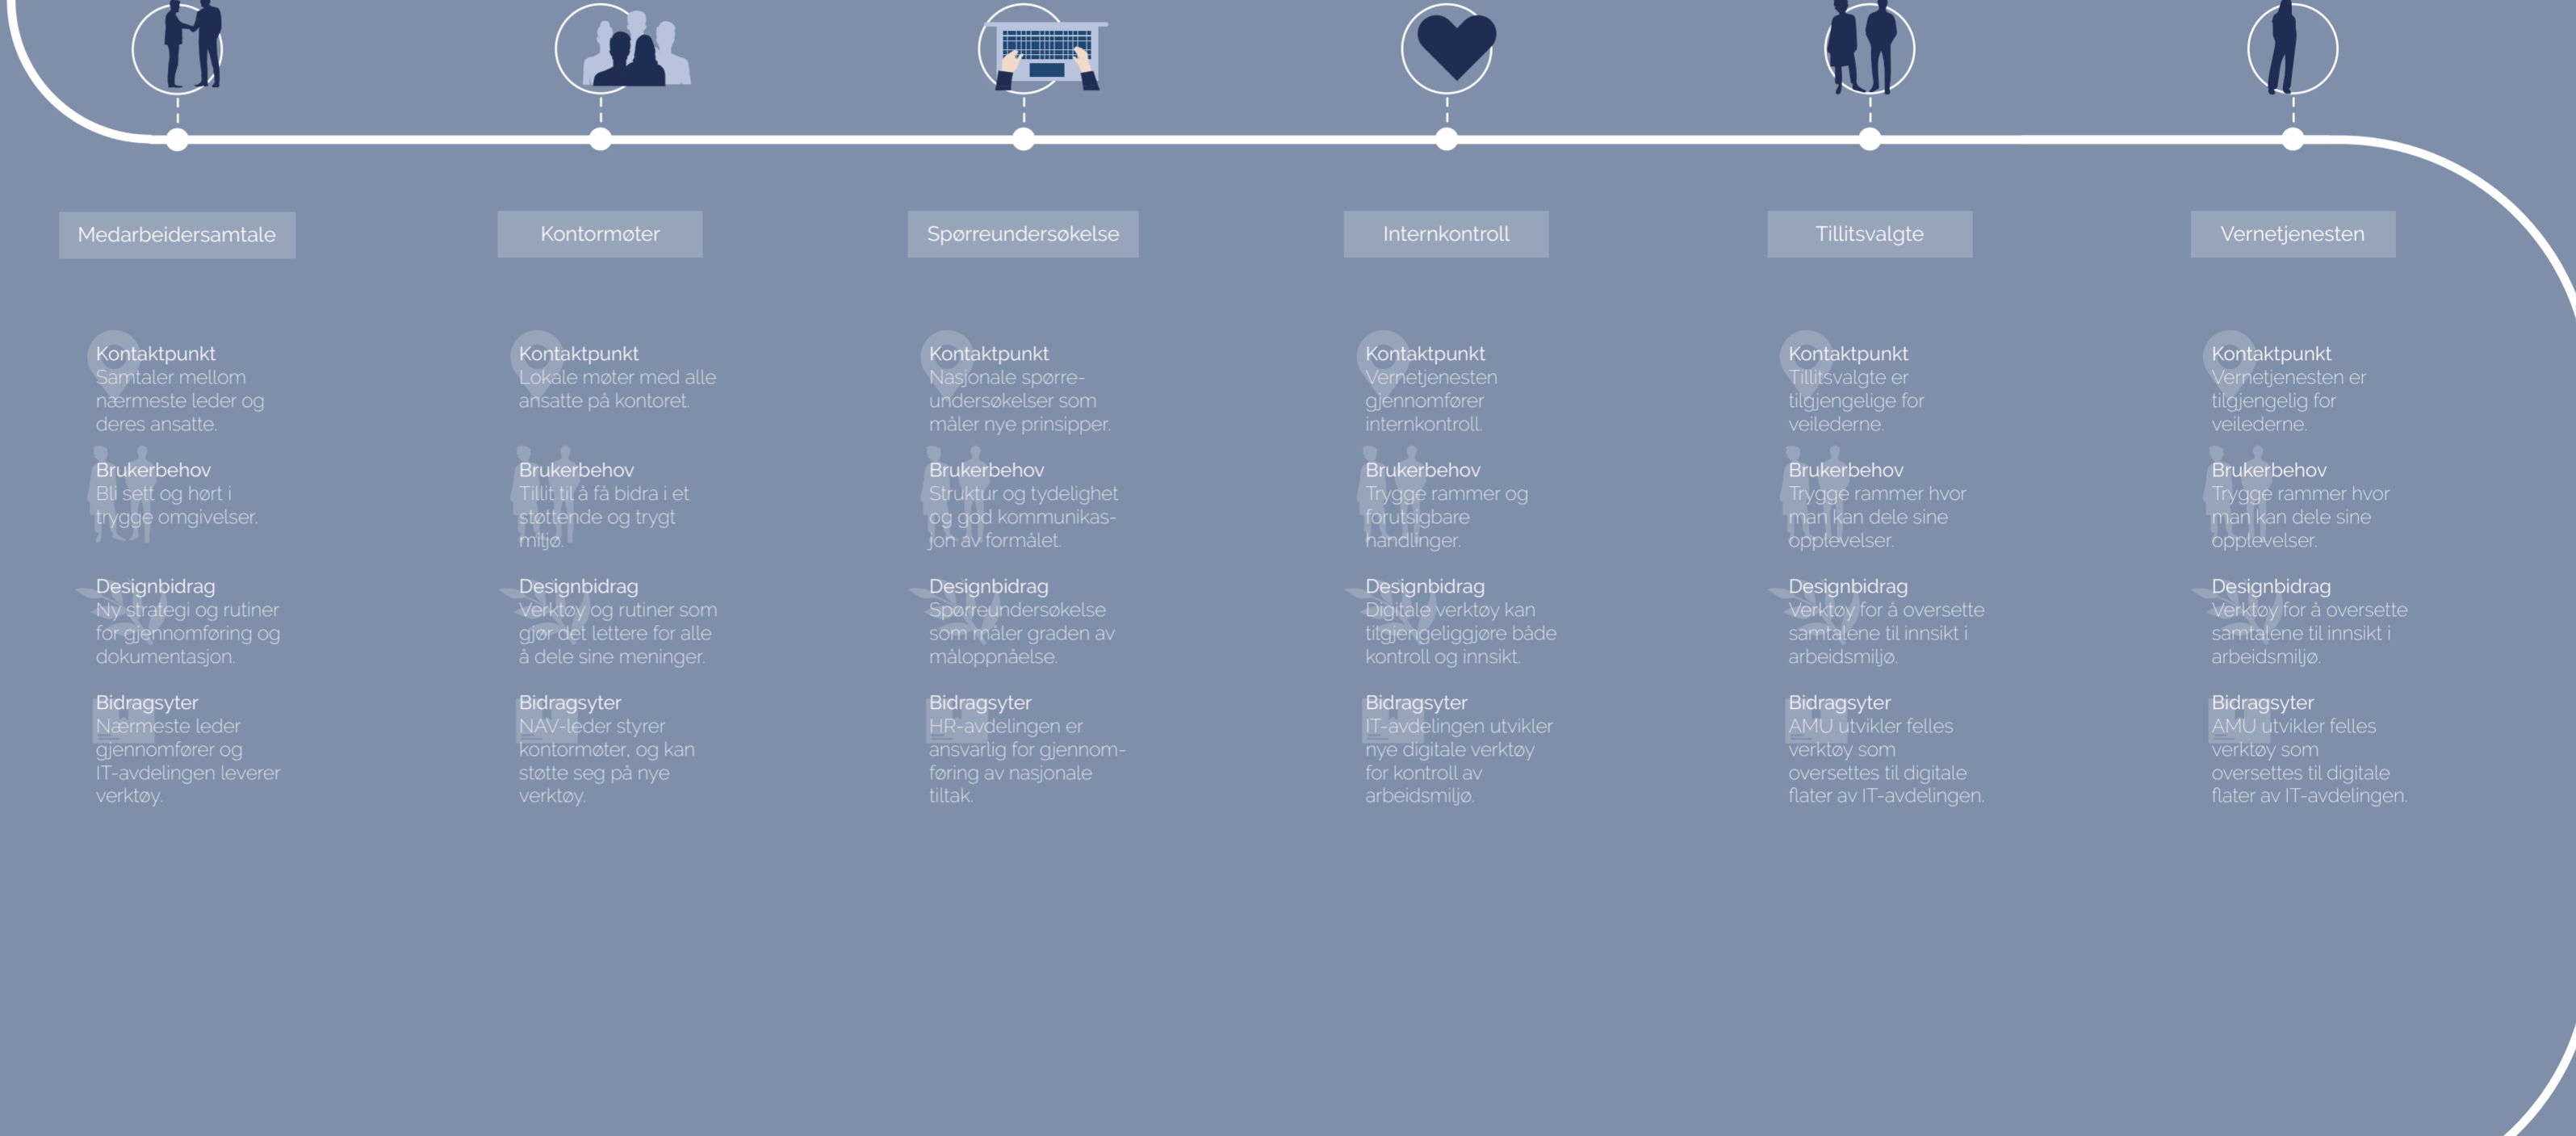 Medarbeidersamtale
Kontormøter
Spørreundersøkelse
Internkontroll
Tillitsvalgte
Vernetjenesten
Kontaktpunkt
Samtaler mellom
nærmeste leder og
deres ansatte.
Brukerbehov
Bli sett og hørt i
trygge omgivelser.
Designbidrag
Ny strategi og rutiner
for gjennomføring og
dokumentasjon.
Bidragsyter
Nærmeste leder
gjennomfører og
IT-avdelingen leverer
verktøy.
Kontaktpunkt
Lokale møter med alle
ansatte på kontoret.
Brukerbehov
Tillit til å få bidra i et
støttende og trygt
miljø.
Designbidrag
Verktøy og rutiner som
gjør det lettere for alle
å dele sine meninger.
Bidragsyter
NAV-leder styrer
kontormøter, og kan
støtte seg på nye
verktøy.
Kontaktpunkt
Nasjonale spørre-
undersøkelser som
måler nye prinsipper.
Brukerbehov
Struktur og tydelighet
og god kommunikas-
jon av formålet.
Designbidrag
Spørreundersøkelse
som måler graden av
måloppnåelse.
Bidragsyter
HR-avdelingen er
ansvarlig for gjennom-
føring av nasjonale
tiltak.
Kontaktpunkt
Vernetjenesten
gjennomfører
internkontroll.
Brukerbehov
Trygge rammer og
forutsigbare
handlinger.
Designbidrag
Digitale verktøy kan
tilgjengeliggjøre både
kontroll og innsikt.
Bidragsyter
IT-avdelingen utvikler
nye digitale verktøy
for kontroll av
arbeidsmiljø.
Kontaktpunkt
Tillitsvalgte er
tilgjengelige for
veilederne.
Brukerbehov
Trygge rammer hvor
man kan dele sine
opplevelser.
Designbidrag
Verktøy for å oversette
samtalene til innsikt i
arbeidsmiljø.
Bidragsyter
AMU utvikler felles
verktøy som
oversettes til digitale
flater av IT-avdelingen.
Kontaktpunkt
Vernetjenesten er
tilgjengelig for
veilederne.
Brukerbehov
Trygge rammer hvor
man kan dele sine
opplevelser.
Designbidrag
Verktøy for å oversette
samtalene til innsikt i
arbeidsmiljø.
Bidragsyter
AMU utvikler felles
verktøy som
oversettes til digitale
flater av IT-avdelingen.